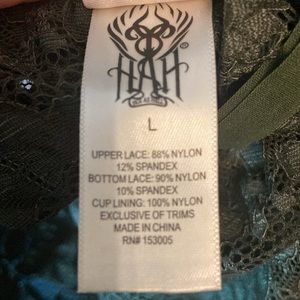 HAH
®
L
UPPER LACE: 88% NYLON
12% SPANDEX
BOTTOM LACE: 90% NYLON
10% SPANDEX
CUP LINING: 100% NYLON
EXCLUSIVE OF TRIMS
MADE IN CHINA
RN# 153005